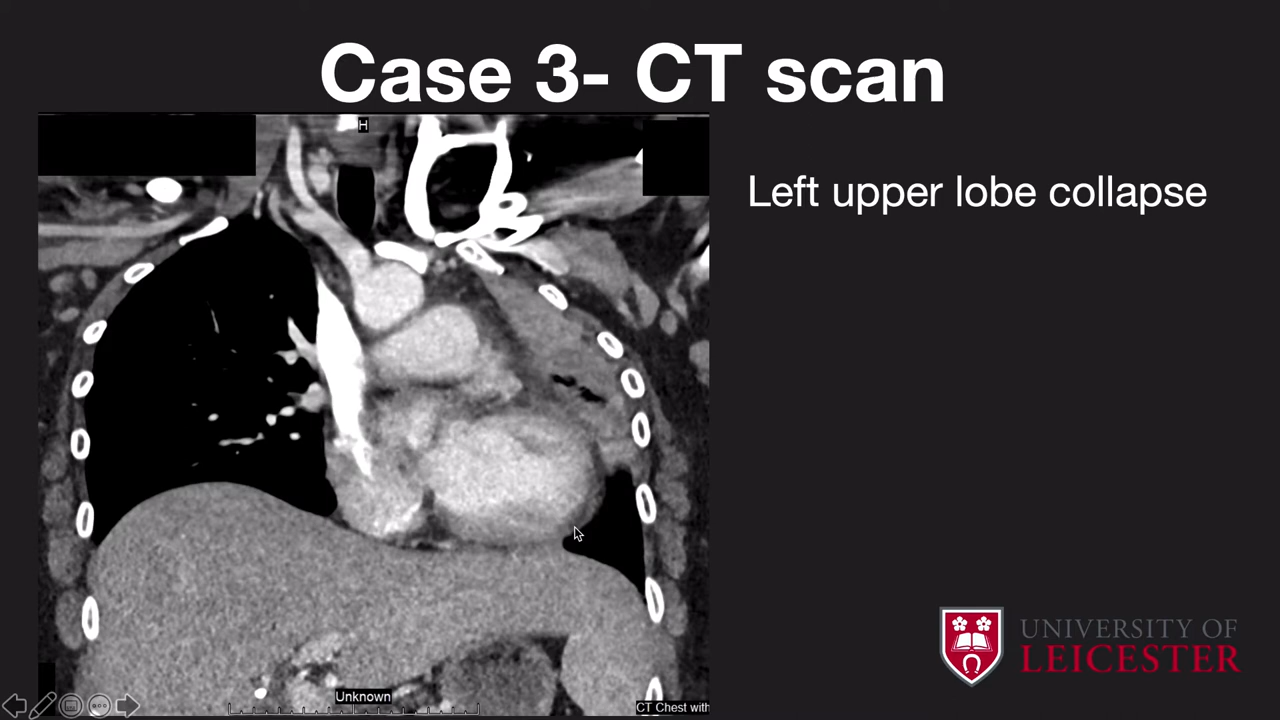 Case 3- CT scan
H
Left upper lobe collapse
Unknown
CT Chest with
UNIVERSITY OF
LEICESTER